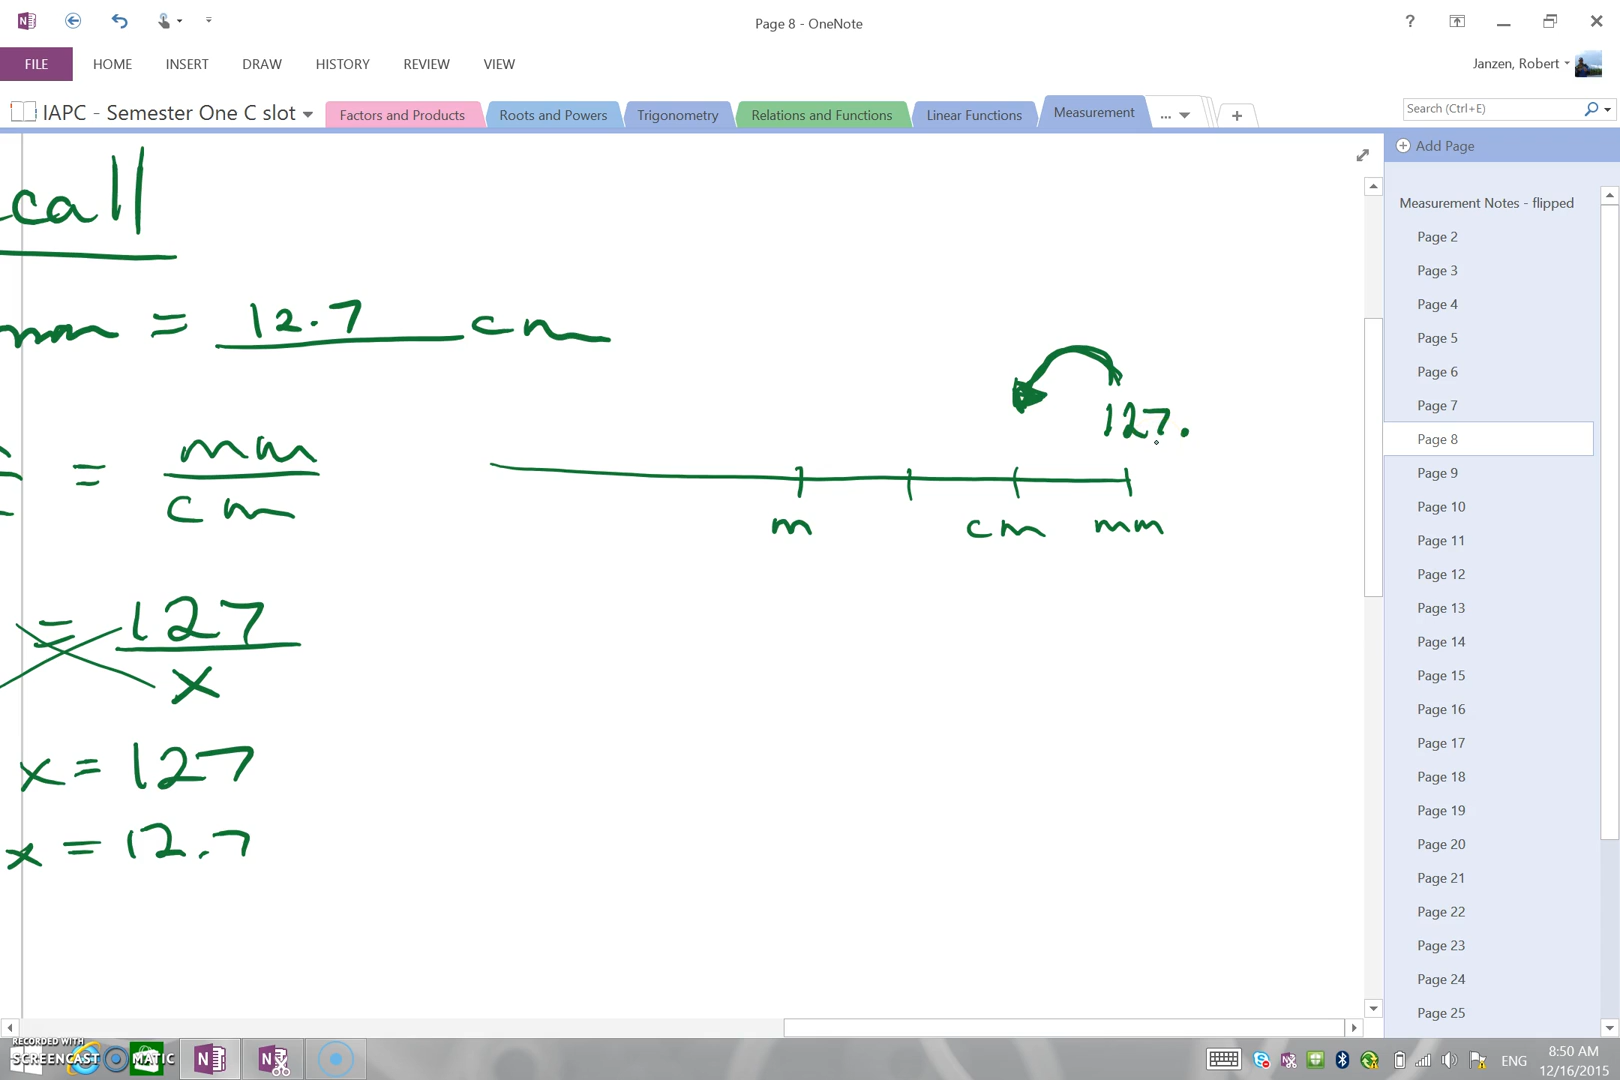 Page 8 - OneNote
?
FILE HOME INSERT DRAW HISTORY REVIEW VIEW
Janzen, Robert
IAPC - Semester One C slot
Factors and Products
Roots and Powers
Trigonometry
Relations and Functions
Linear Functions
Measurement
...
+
Search (Ctrl+E)
Add Page
Measurement Notes - flipped
Page 2
Page 3
Page 4
Page 5
Page 6
Page 7
Page 8
Page 9
Page 10
Page 11
Page 12
Page 13
Page 14
Page 15
Page 16
Page 17
Page 18
Page 19
Page 20
Page 21
Page 22
Page 23
Page 24
Page 25
call
mm = 12.7 cm
= mm
cm
127.
m cm mm
= 127
x
x = 127
x = 12.7
RECORDED WITH
SCREENCAST MATIC
ENG
8:50 AM
12/16/2015